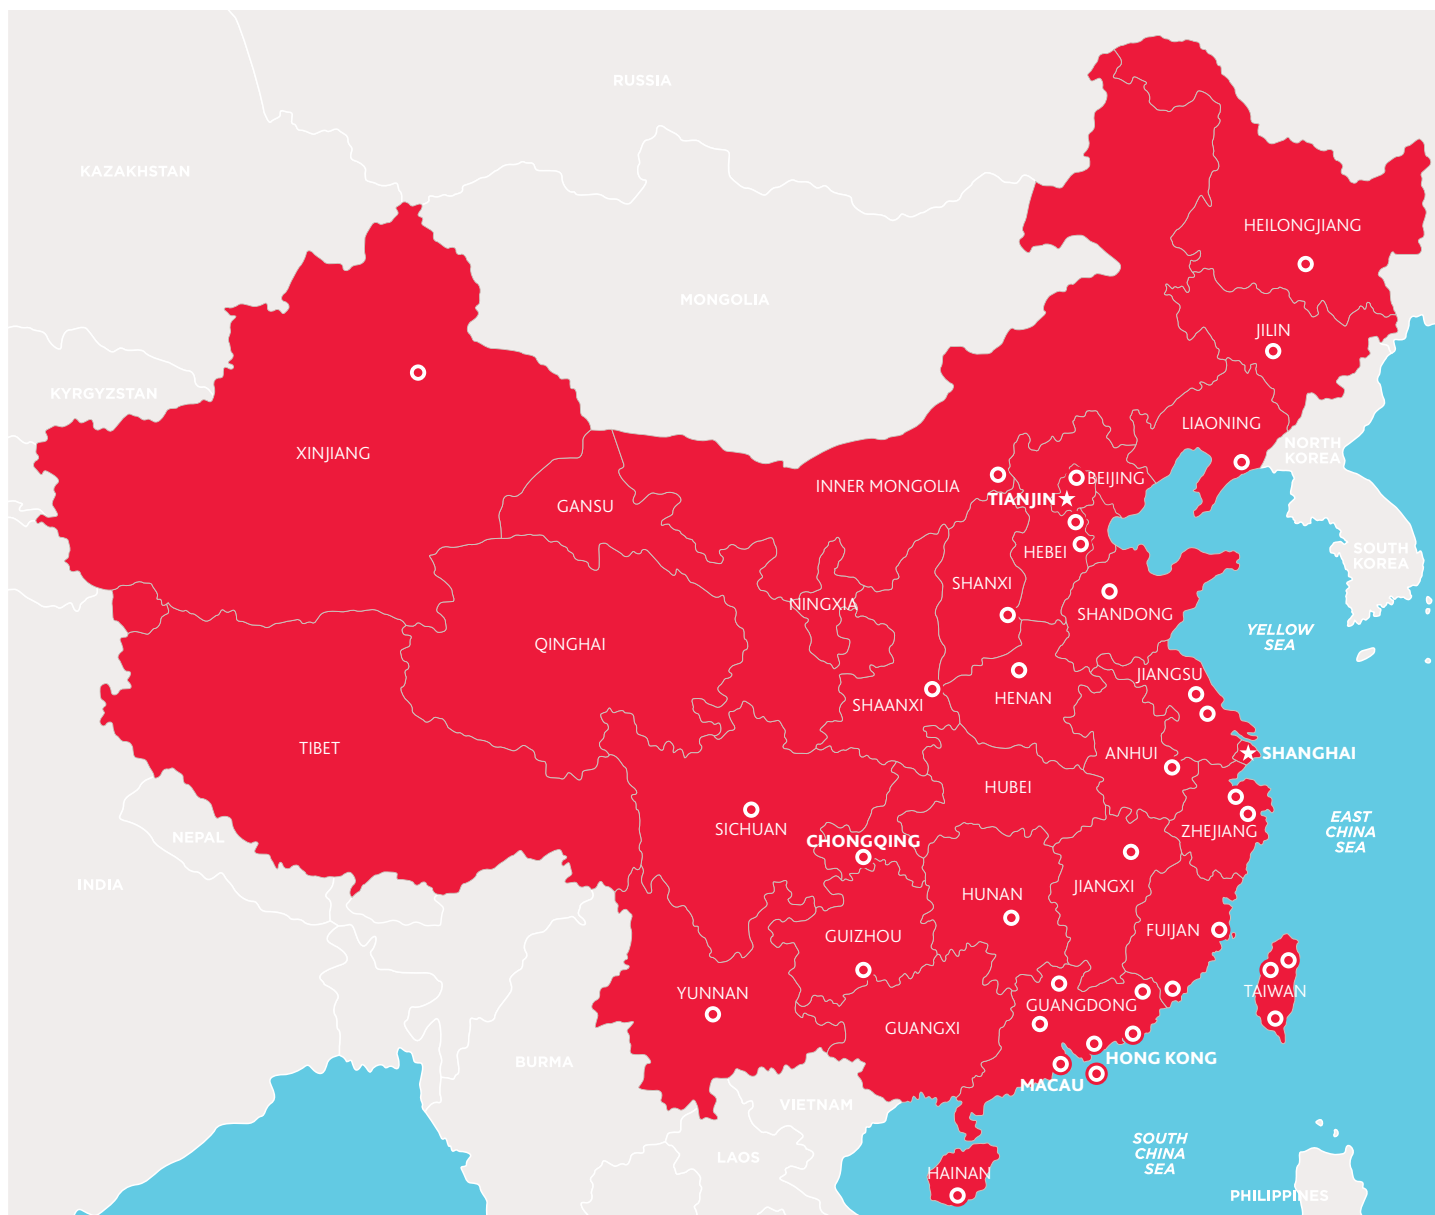 RUSSIA
KAZAKHSTAN
HEILONGJIANG
MONGOLIA
JILIN
KYRGYZSTAN
LIAONING
NORTH
KOREA
XINJIANG
BEIJING
INNER MONGOLIA
TIANJIN
GANSU
HEBEI
SOUTH
KOREA
SHANXI
NINGXIA
SHANDONG
YELLOW
SEA
QINGHAI
JIANGSU
HENAN
SHAANXI
TIBET
ANHUI
SHANGHAI
HUBEI
EAST
CHINA
SEA
SICHUAN
ZHEJIANG
NEPAL
CHONGQING
INDIA
JIANGXI
HUNAN
FUIJAN
GUIZHOU
YUNNAN
TAIWAN
GUANGDONG
GUANGXI
BURMA
HONG KONG
MACAU
VIETNAM
SOUTH
CHINA
SEA
LAOS
HAINAN
PHILIPPINES